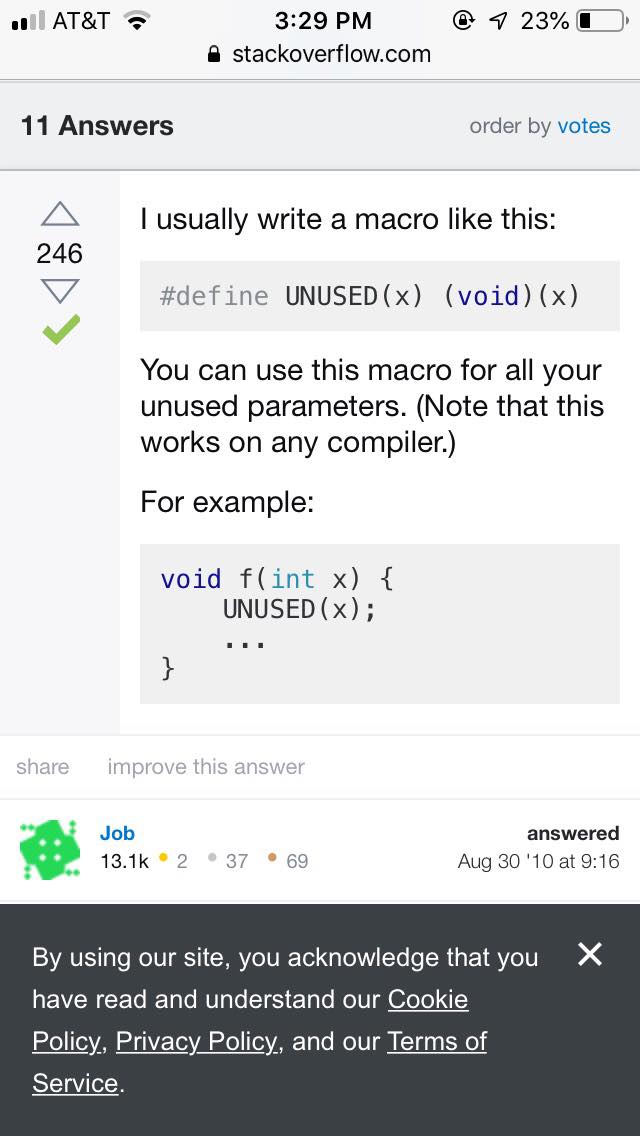 AT&T 3:29 PM 23%
stackoverflow.com
11 Answers order by votes
I usually write a macro like this:
246
#define UNUSED(x) (void)(x)
You can use this macro for all your
unused parameters. (Note that this
works on any compiler.)
For example:
void f(int x) {
    UNUSED(x);
    ...
}
share improve this answer
Job answered
13.1k 2 37 69 Aug 30 '10 at 9:16
By using our site, you acknowledge that you
have read and understand our Cookie
Policy, Privacy Policy, and our Terms of
Service.